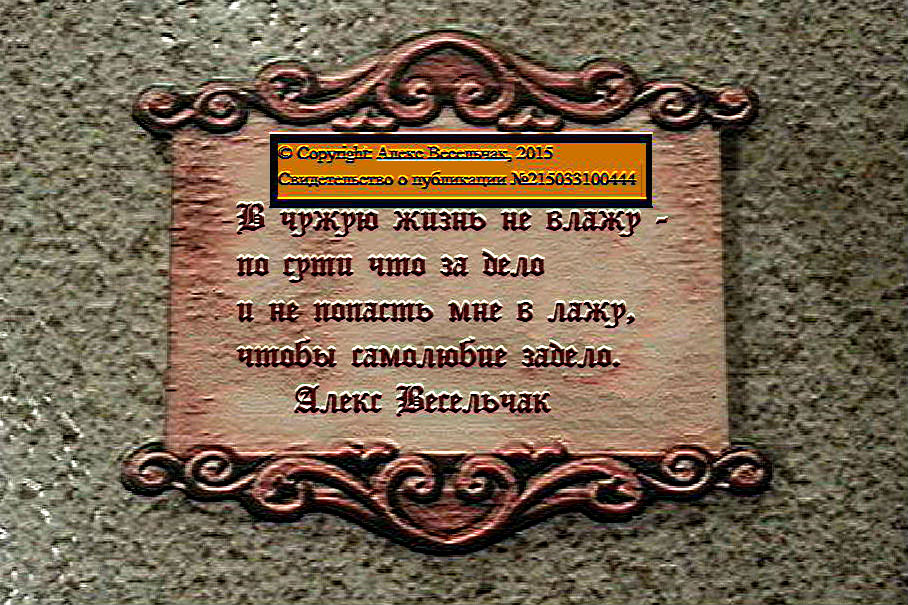 © Copyright: Алекс Весельчак, 2015
Свидетельство о публикации №215033100444
В чужую жизнь не влажу -
по сути что за дело
и не попасть мне в лажу,
чтобы самолюбие задело.
Алекс Весельчак